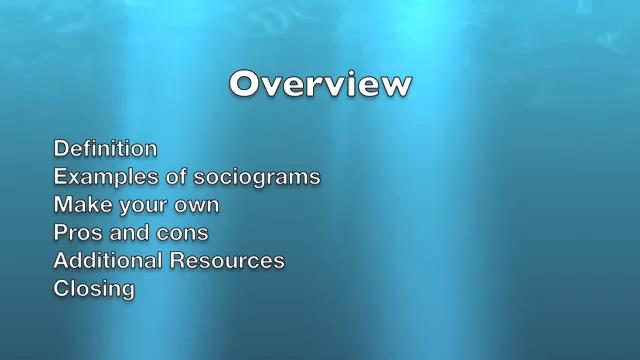 Overview
Definition
Examples of sociograms
Make your own
Pros and cons
Additional Resources
Closing